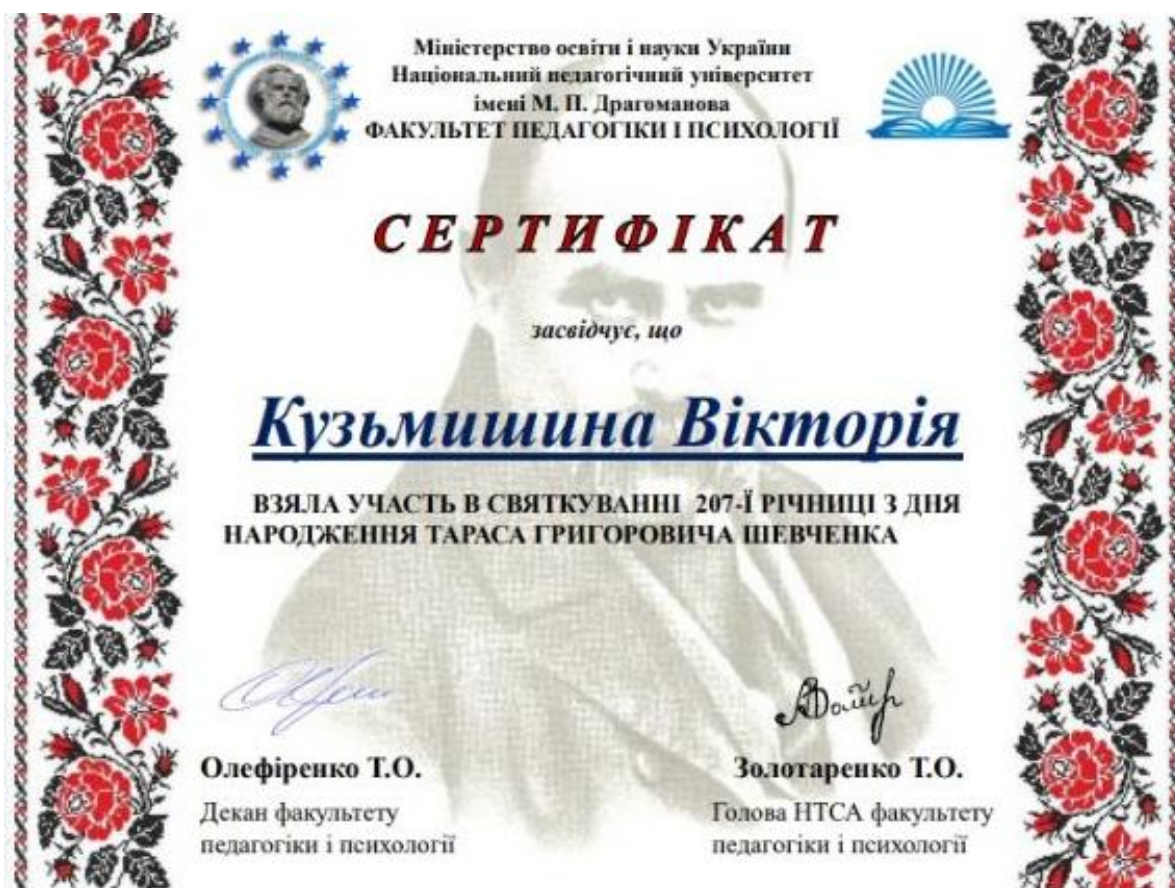 Міністерство освіти і науки України
Національний педагогічний університет
імені М. П. Драгоманова
ФАКУЛЬТЕТ ПЕДАГОГІКИ І ПСИХОЛОГІЇ
СЕРТИФІКАТ
засвідчує, що
Кузьмишина Вікторія
ВЗЯЛА УЧАСТЬ В СВЯТКУВАННІ 207-Ї РІЧНИЦІ З ДНЯ
НАРОДЖЕННЯ ТАРАСА ГРИГОРОВИЧА ШЕВЧЕНКА
Олефіренко Т.О.
Декан факультету
педагогіки і психології
Золотаренко Т.О.
Голова НТСА факультету
педагогіки і психології